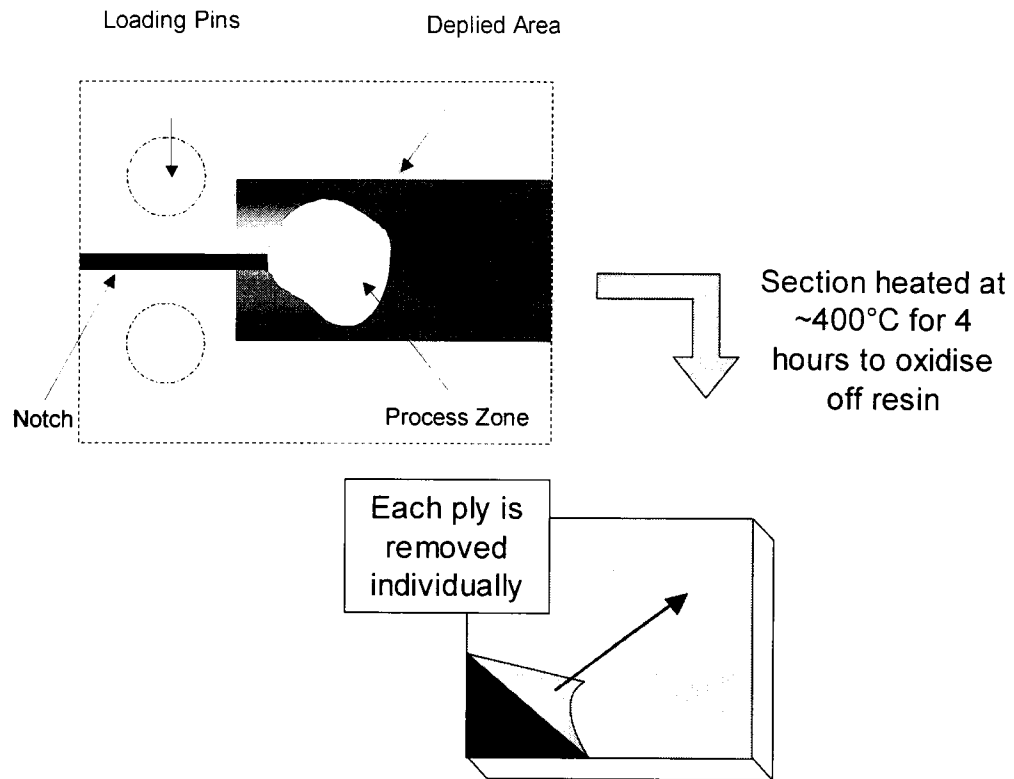 Loading Pins
Deplied Area
Notch
Process Zone
Section heated at
~400°C for 4
hours to oxidise
off resin
Each ply is
removed
individually